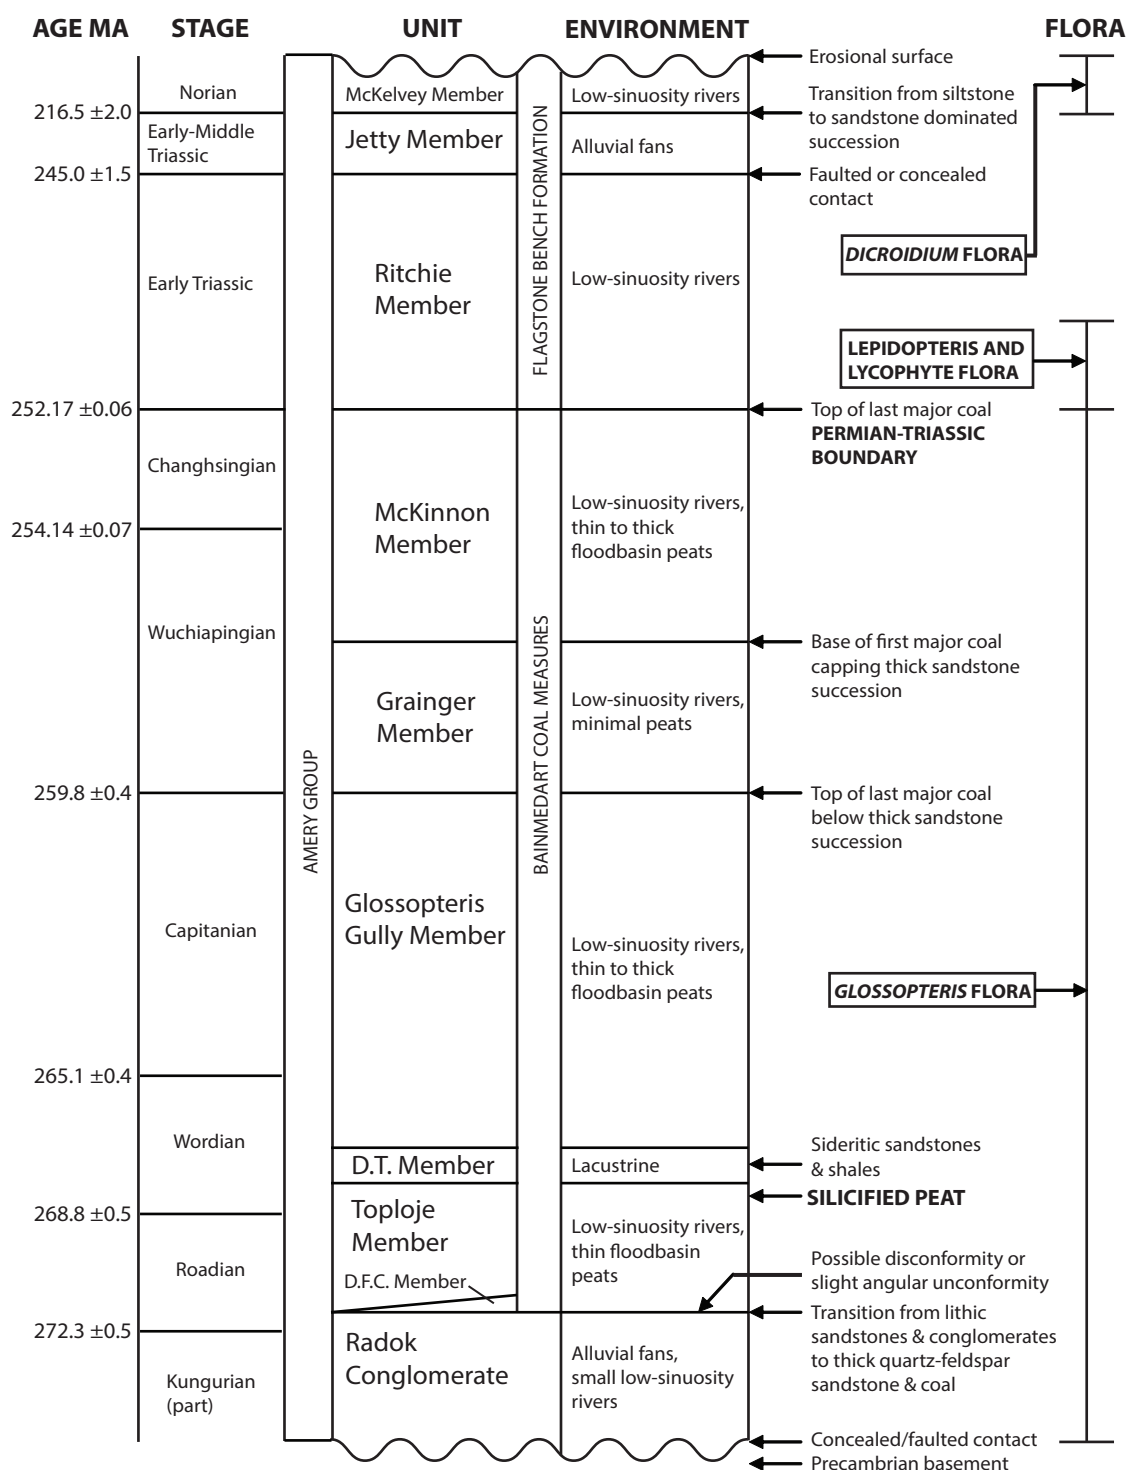 AGE MA STAGE UNIT ENVIRONMENT FLORA
Erosional surface
Norian
McKelvey Member
Low-sinuosity rivers
Transition from siltstone
to sandstone dominated
succession
216.5 ±2.0
Early-Middle
Triassic
Jetty Member
Alluvial fans
245.0 ±1.5
Faulted or concealed
contact
FLAGSTONE BENCH FORMATION
DICROIDIUM FLORA
Early Triassic
Ritchie
Member
Low-sinuosity rivers
LEPIDOPTERIS AND
LYCOPHYTE FLORA
252.17 ±0.06
Top of last major coal
PERMIAN-TRIASSIC
BOUNDARY
Changhsingian
McKinnon
Member
Low-sinuosity rivers,
thin to thick
floodbasin peats
254.14 ±0.07
Wuchiapingian
Base of first major coal
capping thick sandstone
succession
Grainger
Member
Low-sinuosity rivers,
minimal peats
AMERY GROUP
BAINMEDART COAL MEASURES
259.8 ±0.4
Top of last major coal
below thick sandstone
succession
Capitanian
Glossopteris
Gully Member
Low-sinuosity rivers,
thin to thick
floodbasin peats
GLOSSOPTERIS FLORA
265.1 ±0.4
Wordian
D.T. Member
Lacustrine
Sideritic sandstones
& shales
SILICIFIED PEAT
268.8 ±0.5
Toploje
Member
Low-sinuosity rivers,
thin floodbasin
peats
Roadian
D.F.C. Member
Possible disconformity or
slight angular unconformity
Transition from lithic
sandstones & conglomerates
to thick quartz-feldspar
sandstone & coal
272.3 ±0.5
Radok
Conglomerate
Alluvial fans,
small low-sinuosity
rivers
Kungurian
(part)
Concealed/faulted contact
Precambrian basement